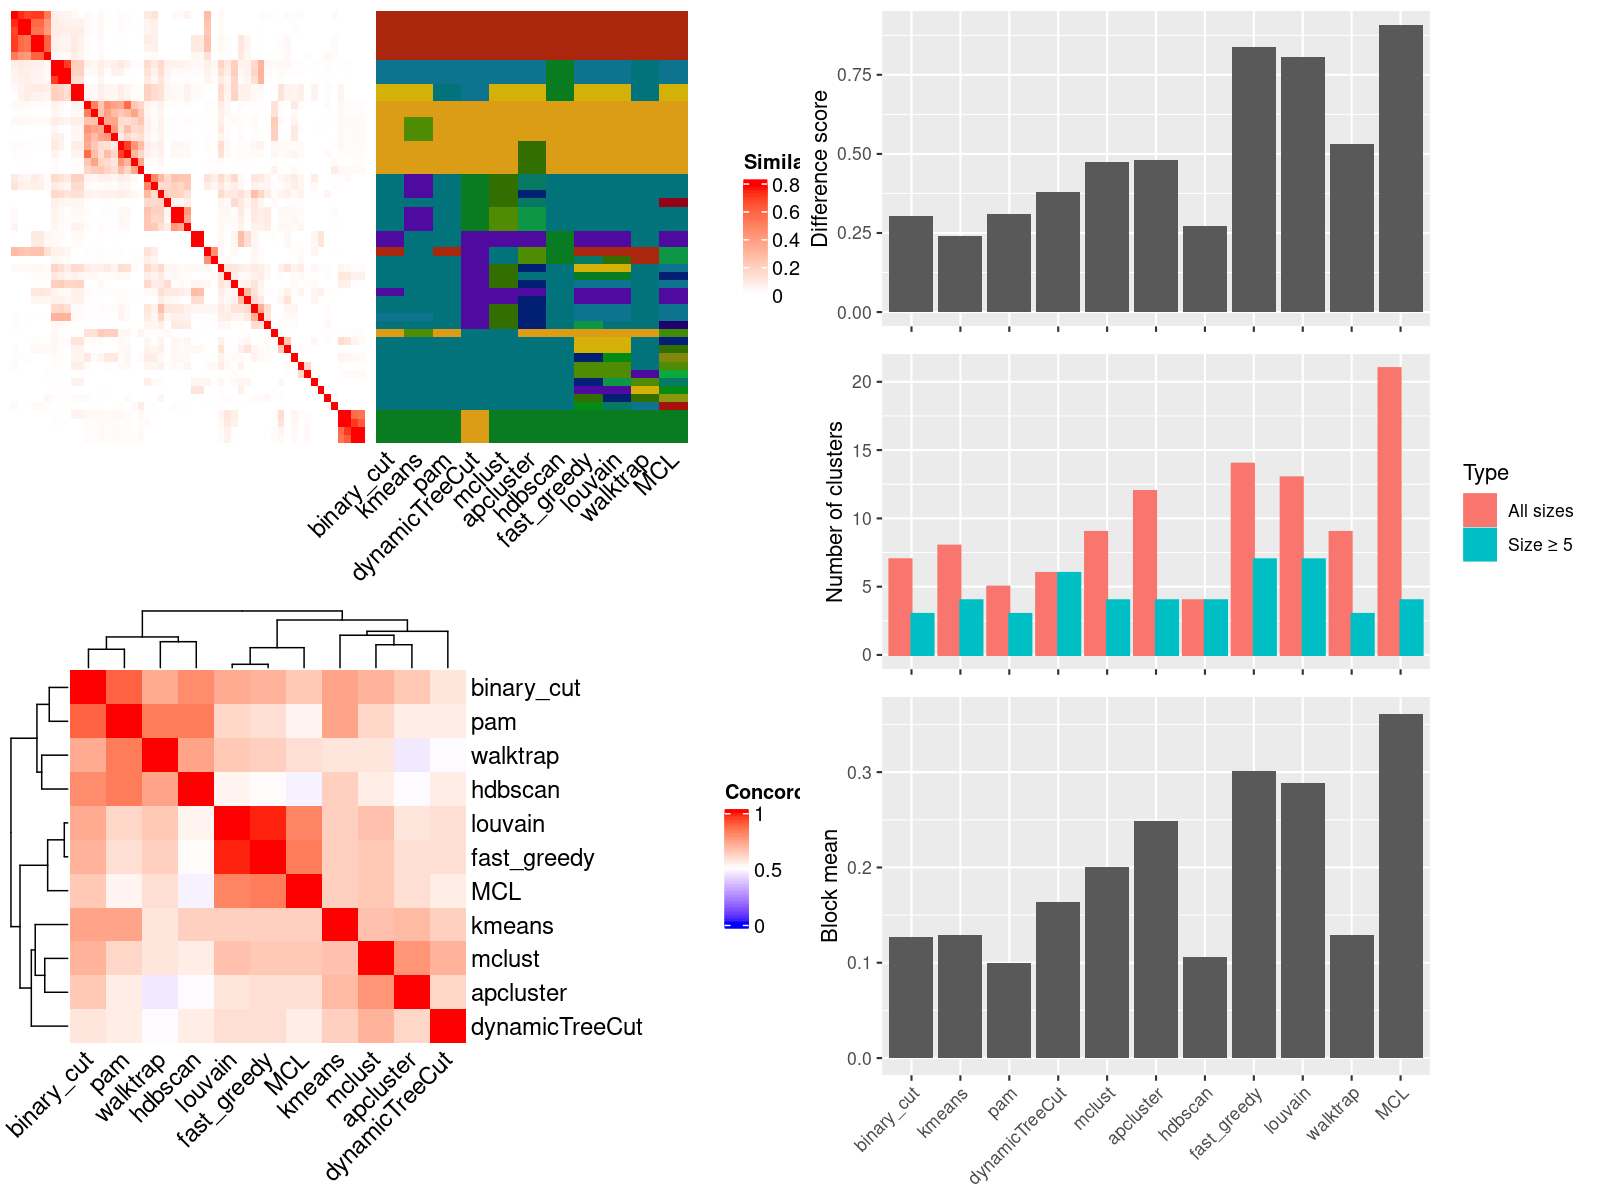 Simila
0.8
0.6
0.4
0.2
0
binary_cut
kmeans
pam
dynamicTreeCut
mclust
apcluster
hdbscan
fast_greedy
louvain
walktrap
MCL
binary_cut
pam
walktrap
hdbscan
louvain
fast_greedy
MCL
kmeans
mclust
apcluster
dynamicTreeCut
Concord
1
0.5
0
binary_cut
pam
walktrap
hdbscan
louvain
fast_greedy
MCL
kmeans
mclust
apcluster
dynamicTreeCut
Difference score
0.75
0.50
0.25
0.00
Number of clusters
20
15
10
5
0
Type
All sizes
Size ≥ 5
Block mean
0.3
0.2
0.1
0.0
binary_cut
kmeans
pam
dynamicTreeCut
mclust
apcluster
hdbscan
fast_greedy
louvain
walktrap
MCL